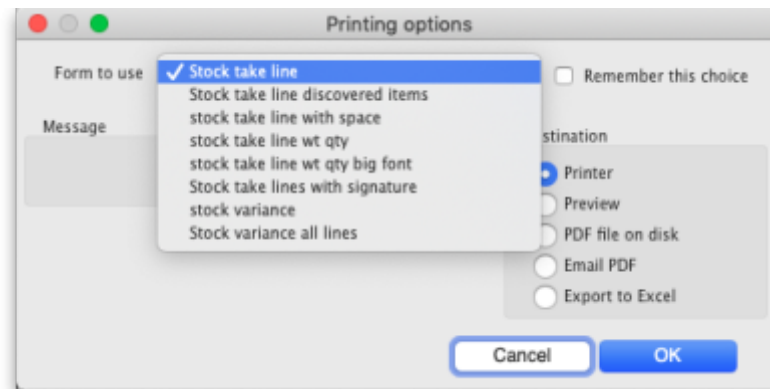 Printing options
Form to use
✓ Stock take line
Remember this choice
Stock take line discovered items
stock take line with space
stock take line wt qty
stock take line wt qty big font
Stock take lines with signature
stock variance
Stock variance all lines
Message
stination
Printer
Preview
PDF file on disk
Email PDF
Export to Excel
Cancel
OK